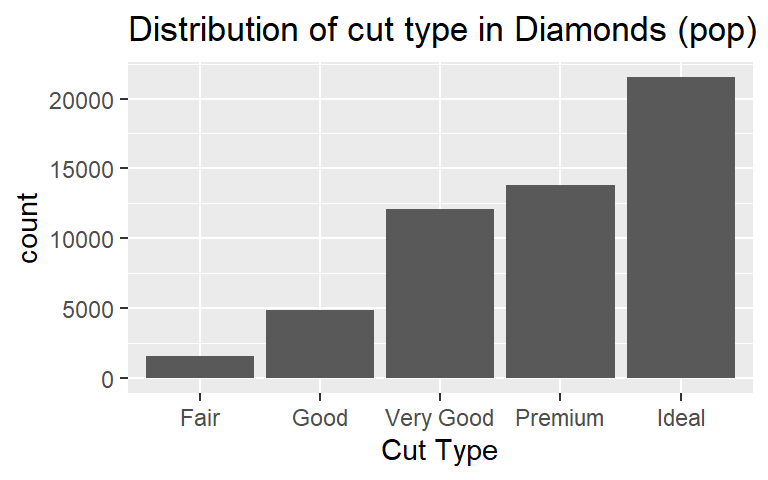 Distribution of cut type in Diamonds (pop)
20000
15000
10000
5000
0
count
Fair Good Very Good Premium Ideal
Cut Type